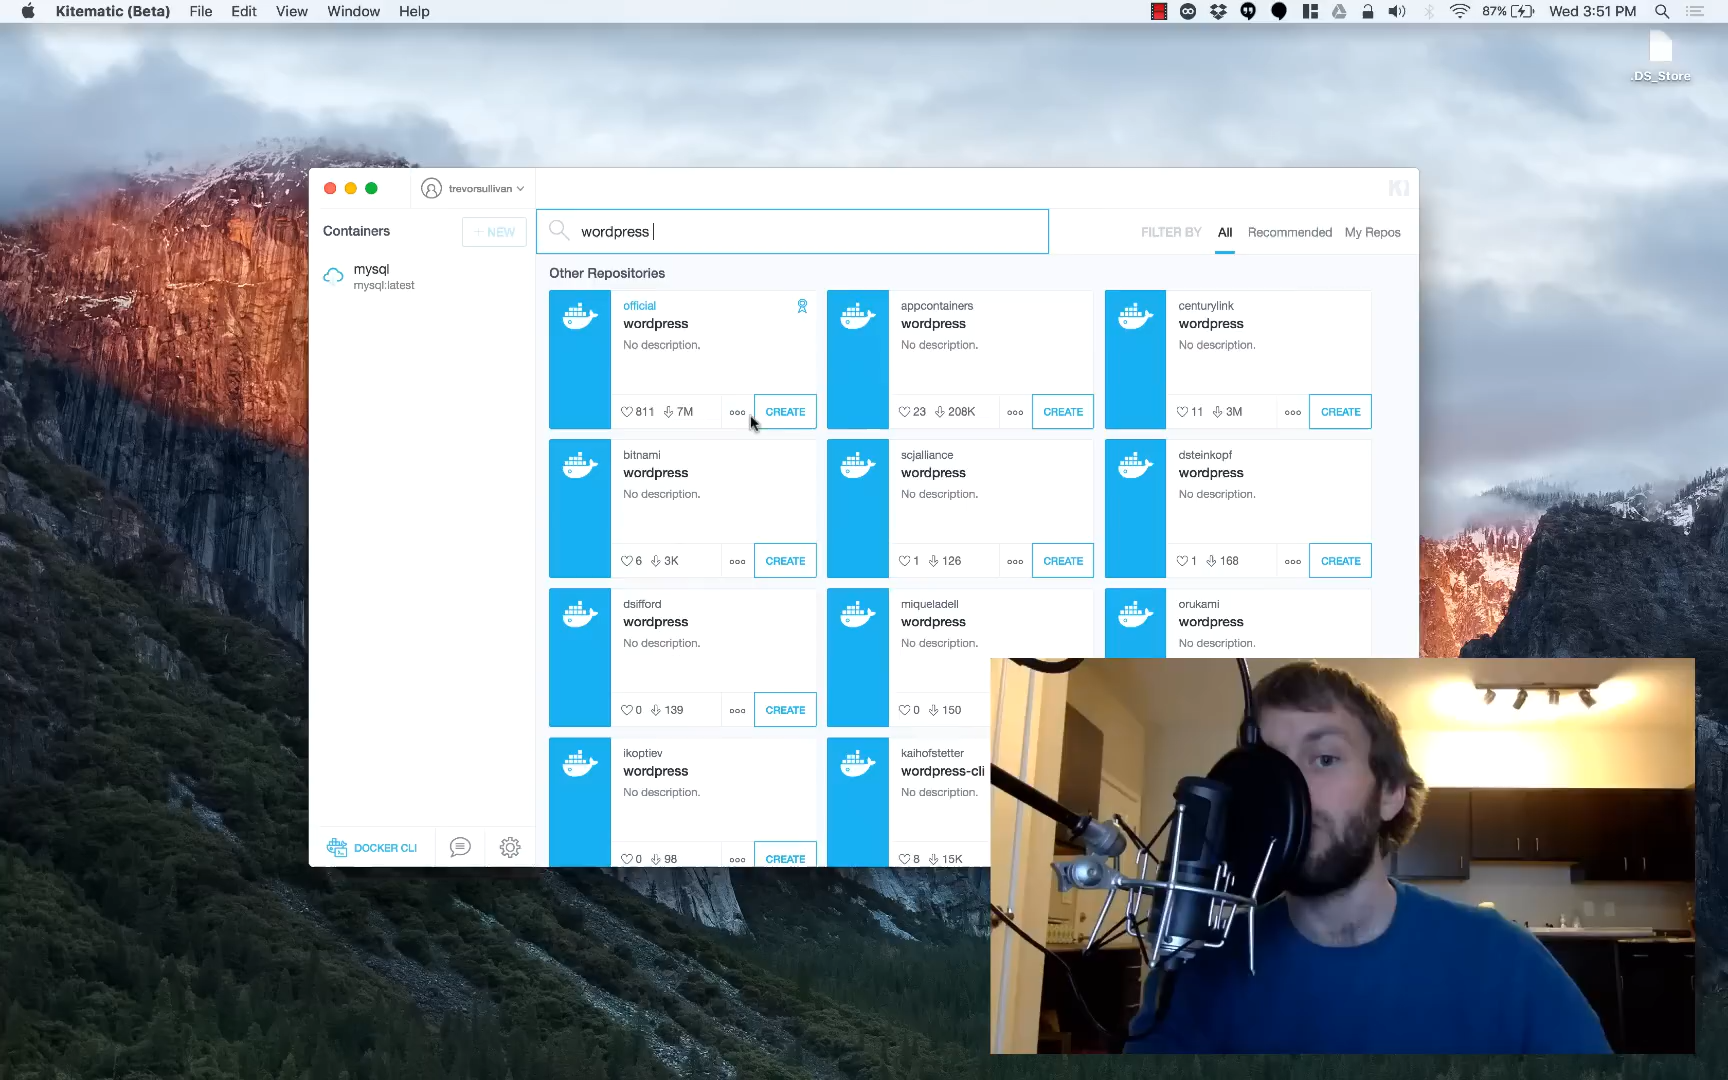 Kitematic (Beta) File Edit View Window Help
87% Wed 3:51 PM
.DS_Store
trevorsullivan
Containers
+ NEW
wordpress
FILTER BY All Recommended My Repos
mysql
mysql:latest
Other Repositories
official
wordpress
No description.
811 7M
CREATE
appcontainers
wordpress
No description.
23 208K
CREATE
centurylink
wordpress
No description.
11 3M
CREATE
bitnami
wordpress
No description.
6 3K
CREATE
scjalliance
wordpress
No description.
1 126
CREATE
dsteinkopf
wordpress
No description.
1 168
CREATE
dsifford
wordpress
No description.
0 139
CREATE
miqueladell
wordpress
No description.
0 150
orukami
wordpress
No description.
ikoptiev
wordpress
No description.
0 98
CREATE
kaihofstetter
wordpress-cli
No description.
8 15K
DOCKER CLI